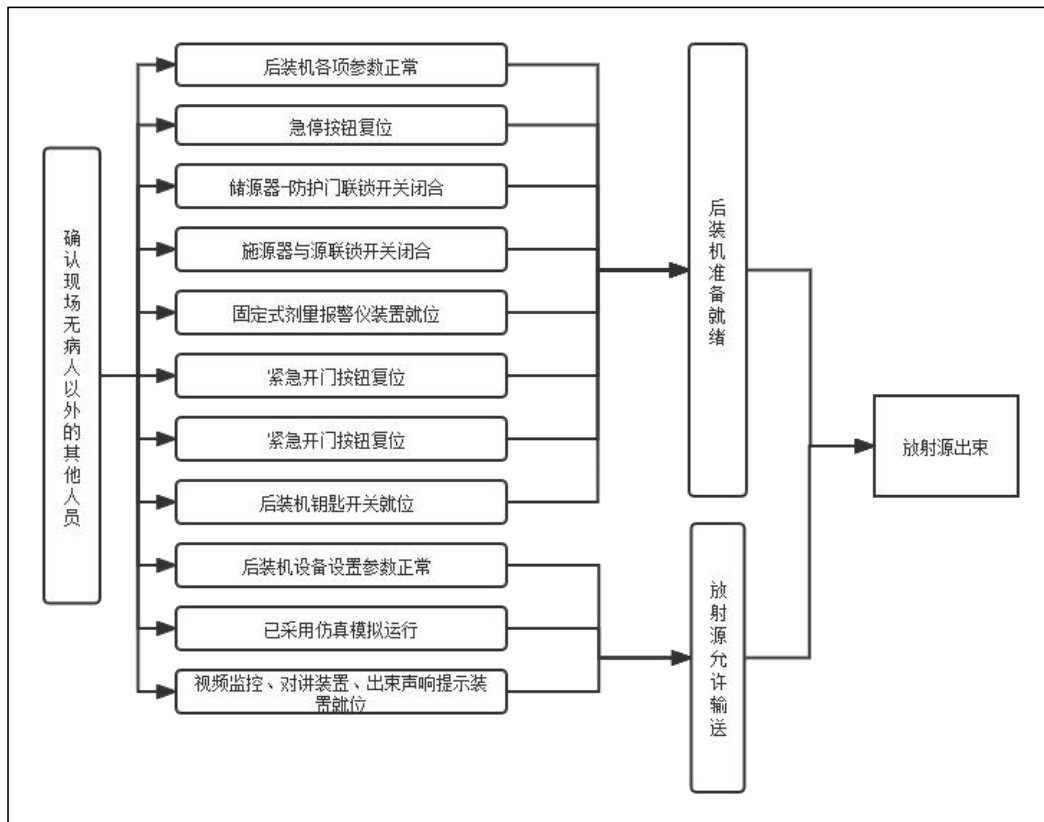 确认现场无病人以外的其他人员
后装机各项参数正常
急停按钮复位
储源器-防护门联锁开关闭合
施源器与源联锁开关闭合
固定式剂量报警仪装置就位
紧急开门按钮复位
紧急开门按钮复位
后装机钥匙开关就位
后装机设备设置参数正常
已采用仿真模拟运行
视频监控、对讲装置、出束声响提示装
置就位
后装机准备就绪
放射源允许输送
放射源出束